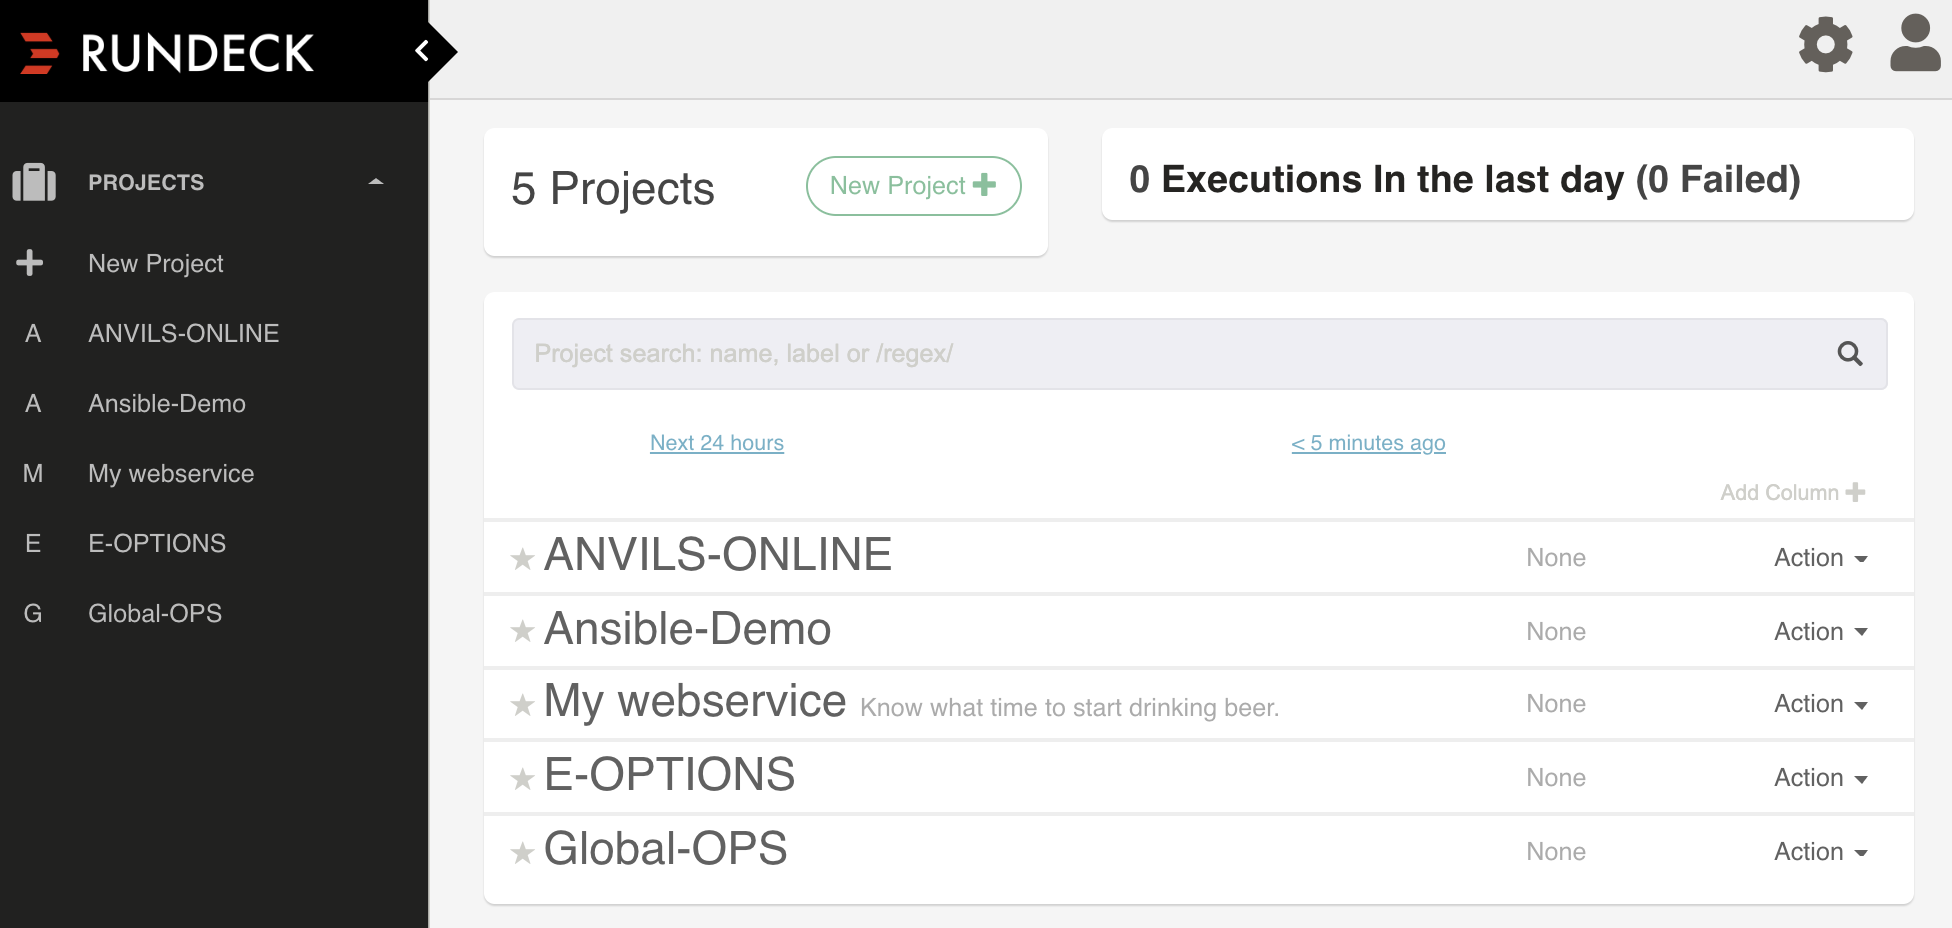 RUNDECK
PROJECTS
New Project
A ANVILS-ONLINE
A Ansible-Demo
M My webservice
E E-OPTIONS
G Global-OPS
5 Projects
New Project
0 Executions In the last day (0 Failed)
Project search: name, label or /regex/
Next 24 hours
< 5 minutes ago
Add Column
ANVILS-ONLINE None Action
Ansible-Demo None Action
My webservice Know what time to start drinking beer. None Action
E-OPTIONS None Action
Global-OPS None Action